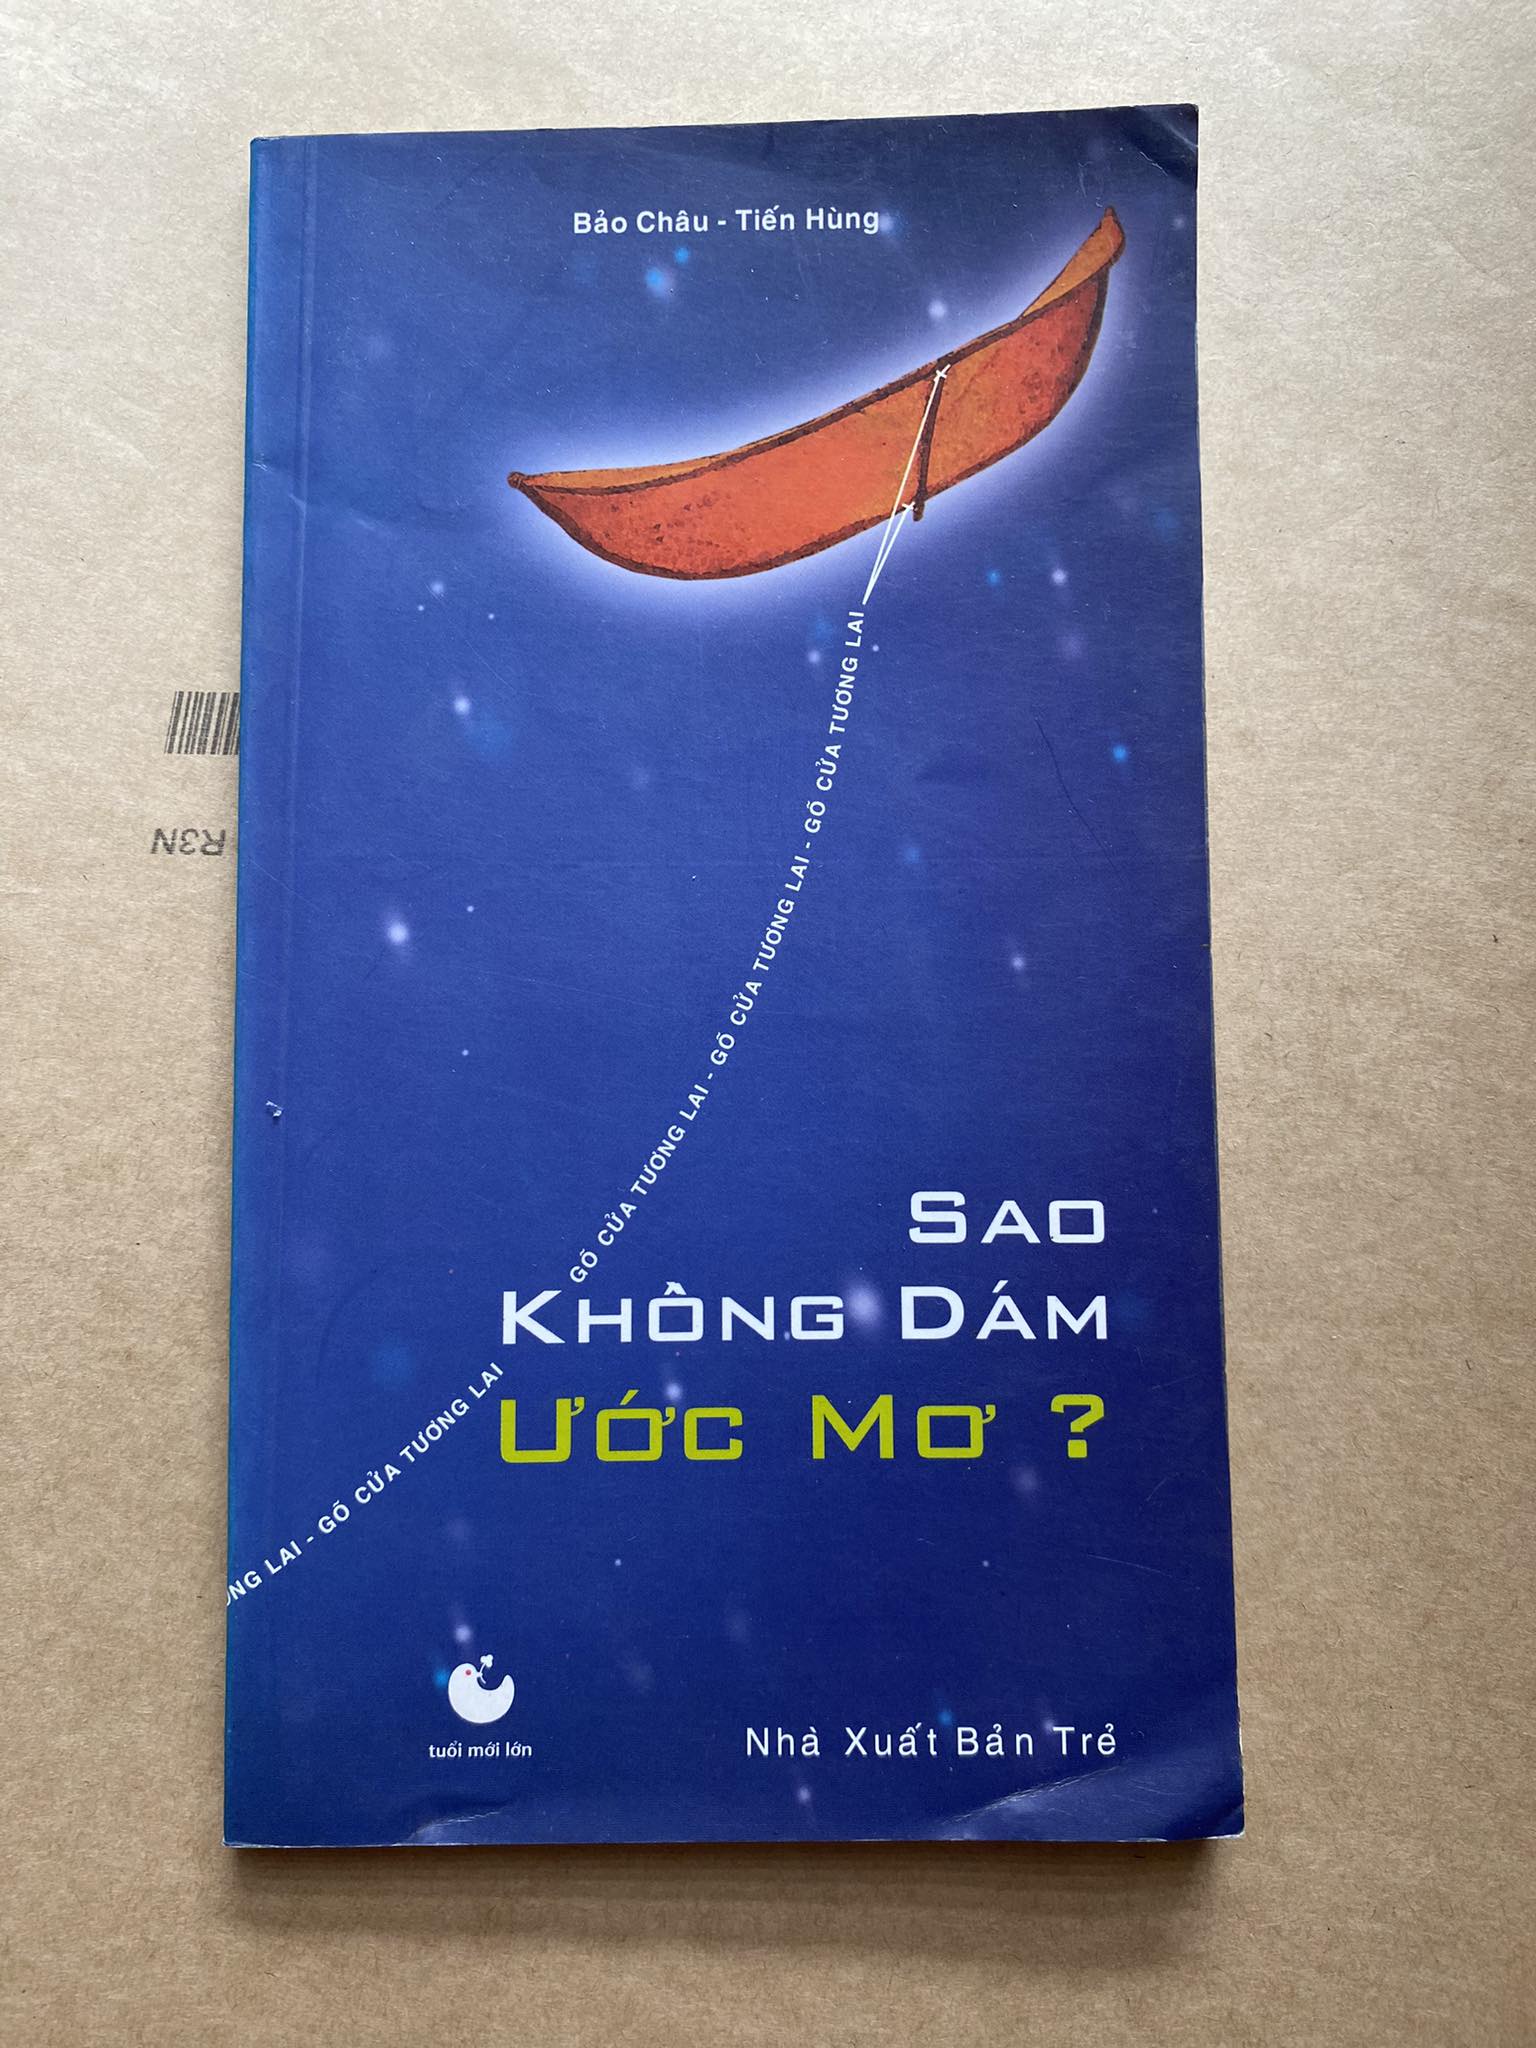 Bảo Châu - Tiến Hùng
ƠNG LAI - GÕ CỬA TƯƠNG LAI
GÕ CỬA TƯƠNG LAI - GÕ CỬA TƯƠNG LAI - GÕ CỬA TƯƠNG LAI
SAO
KHÔNG DÁM
ƯỚC MƠ ?
tuổi mới lớn
Nhà Xuất Bản Trẻ
R3N